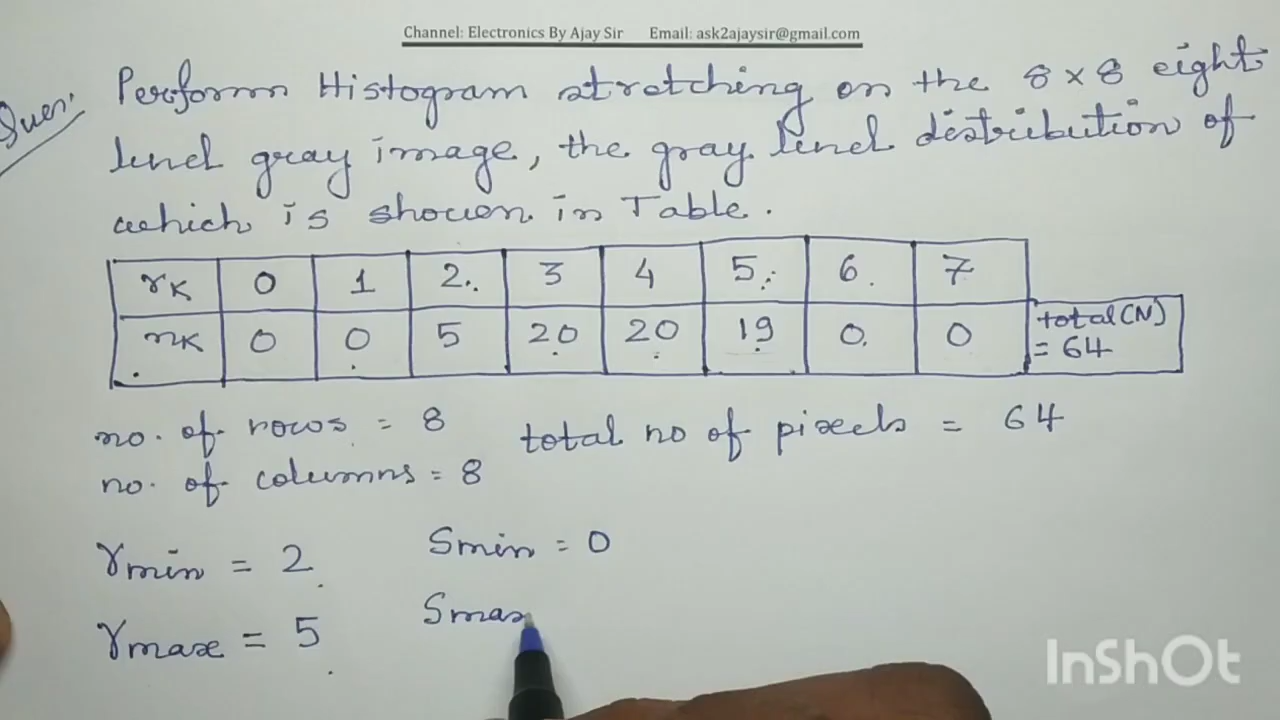 Channel: Electronics By Ajay Sir Email: ask2ajaysir@gmail.com
Ques:
Perform Histogram stretching on the 8 × 8 eight
level gray image, the gray level distribution of
which is shown in Table.
rK 0 1 2 3 4 5 6 7
nK 0 0 5 20 20 19 0 0 total(N) = 64
no. of rows = 8 total no of pixels = 64
no. of columns = 8
rmin = 2 Smin = 0
rmax = 5 Smax
InShOt